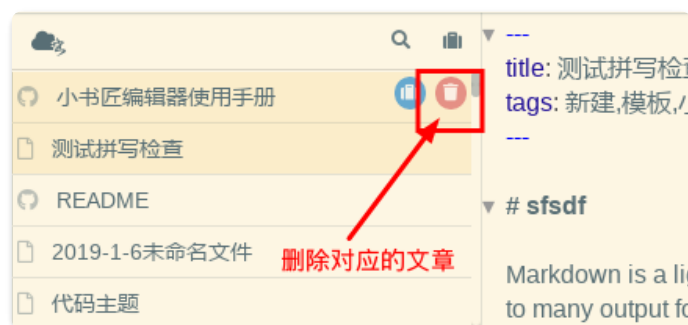 小书匠编辑器使用手册
测试拼写检查
README
2019-1-6未命名文件
代码主题
删除对应的文章
---
title: 测试拼写检
tags: 新建,模板,
---
# sfsdf
Markdown is a
to many output